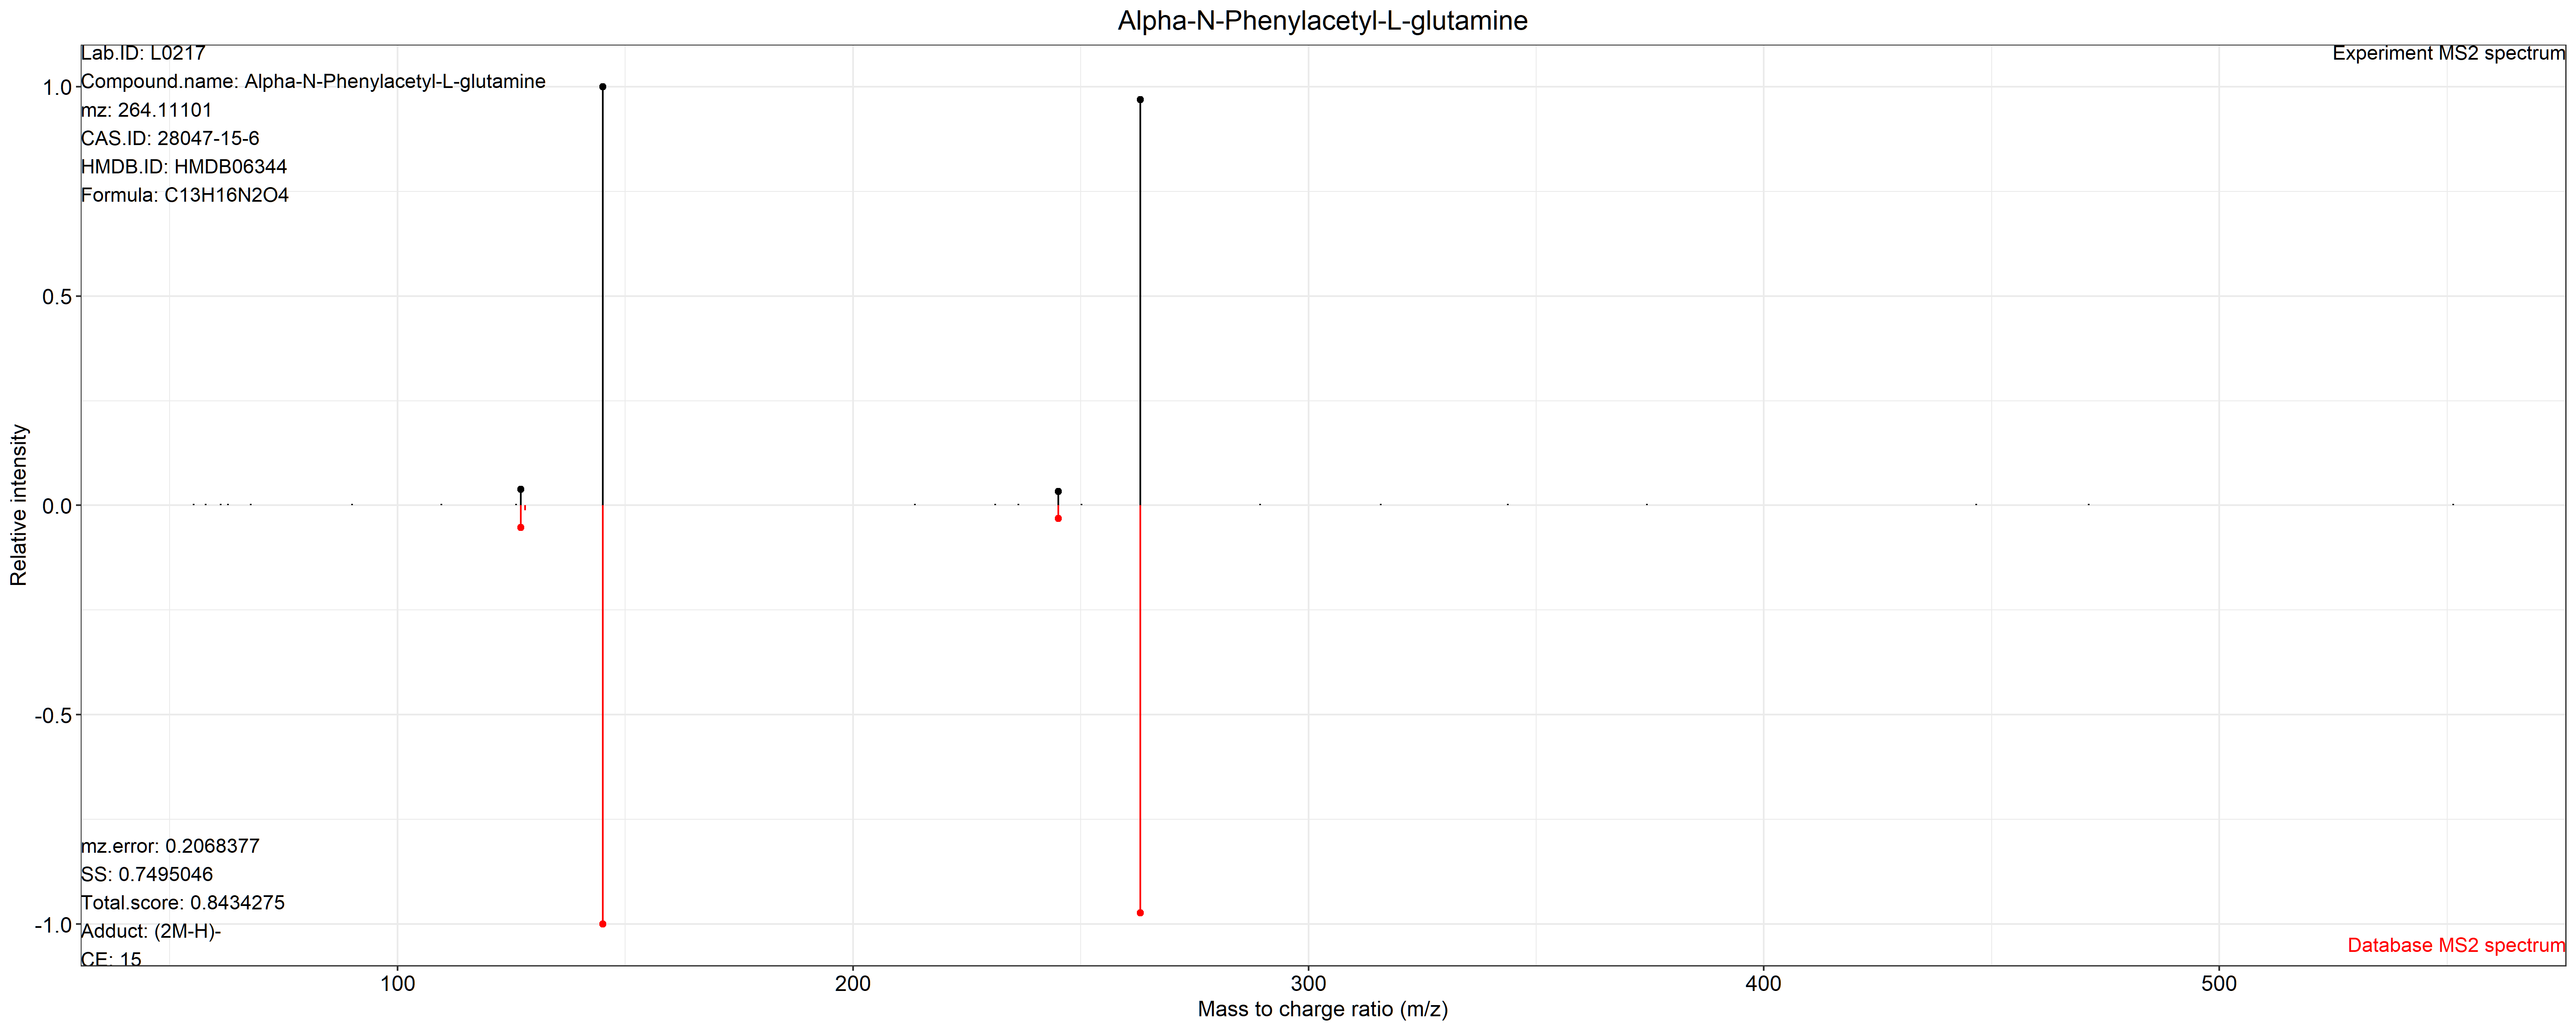 Alpha-N-Phenylacetyl-L-glutamine
Lab.ID: L0217
Compound.name: Alpha-N-Phenylacetyl-L-glutamine
mz: 264.11101
CAS.ID: 28047-15-6
HMDB.ID: HMDB06344
Formula: C13H16N2O4
Experiment MS2 spectrum
1.0
0.5
0.0
-0.5
-1.0
Relative intensity
mz.error: 0.2068377
SS: 0.7495046
Total.score: 0.8434275
Adduct: (2M-H)-
CE: 15
Database MS2 spectrum
100 200 300 400 500
Mass to charge ratio (m/z)